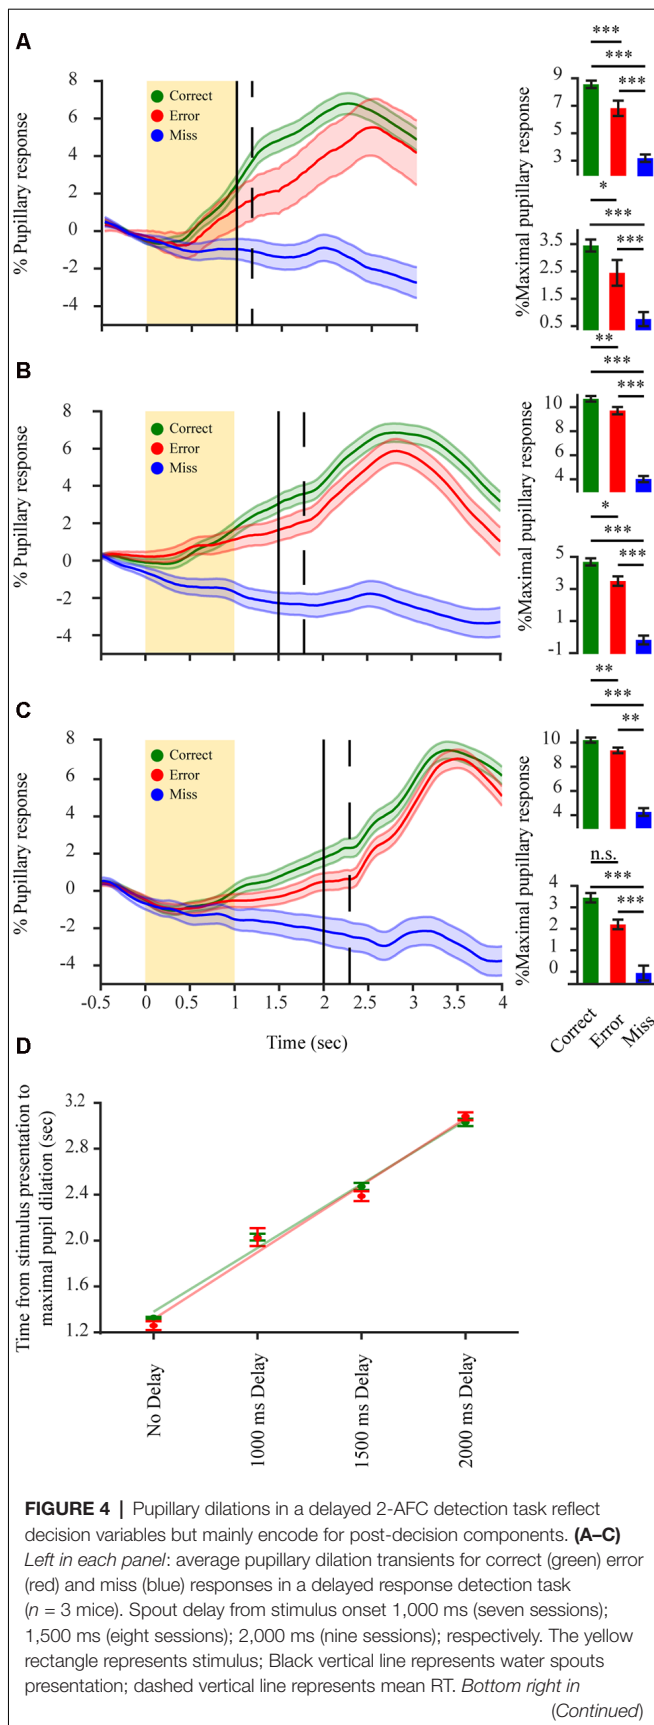 A
8
6
4
2
0
-2
-4
% Pupillary response
Correct
Error
Miss
%Maximal pupillary response
9
7
5
3
***
***
***
3.5
2.5
1.5
0.5
*
***
***
B
8
6
4
2
0
-2
-4
% Pupillary response
Correct
Error
Miss
%Maximal pupillary response
10
4
**
***
***
5
3
1
-1
*
***
***
C
8
6
4
2
0
-2
-4
% Pupillary response
Correct
Error
Miss
-0.5
0
0.5
1
1.5
2
2.5
3
3.5
4
Time (sec)
%Maximal pupillary response
10
8
6
4
**
***
**
4
3
2
1
0
n.s.
***
***
Correct
Error
Miss
D
Time from stimulus presentation to
maximal pupil dilation (sec)
3.2
2.8
2.4
2.0
1.6
1.2
No Delay
1000 ms Delay
1500 ms Delay
2000 ms Delay
FIGURE 4 | Pupillary dilations in a delayed 2-AFC detection task reflect
decision variables but mainly encode for post-decision components. (A–C)
Left in each panel: average pupillary dilation transients for correct (green) error
(red) and miss (blue) responses in a delayed response detection task
(n = 3 mice). Spout delay from stimulus onset 1,000 ms (seven sessions);
1,500 ms (eight sessions); 2,000 ms (nine sessions); respectively. The yellow
rectangle represents stimulus; Black vertical line represents water spouts
presentation; dashed vertical line represents mean RT. Bottom right in
(Continued)